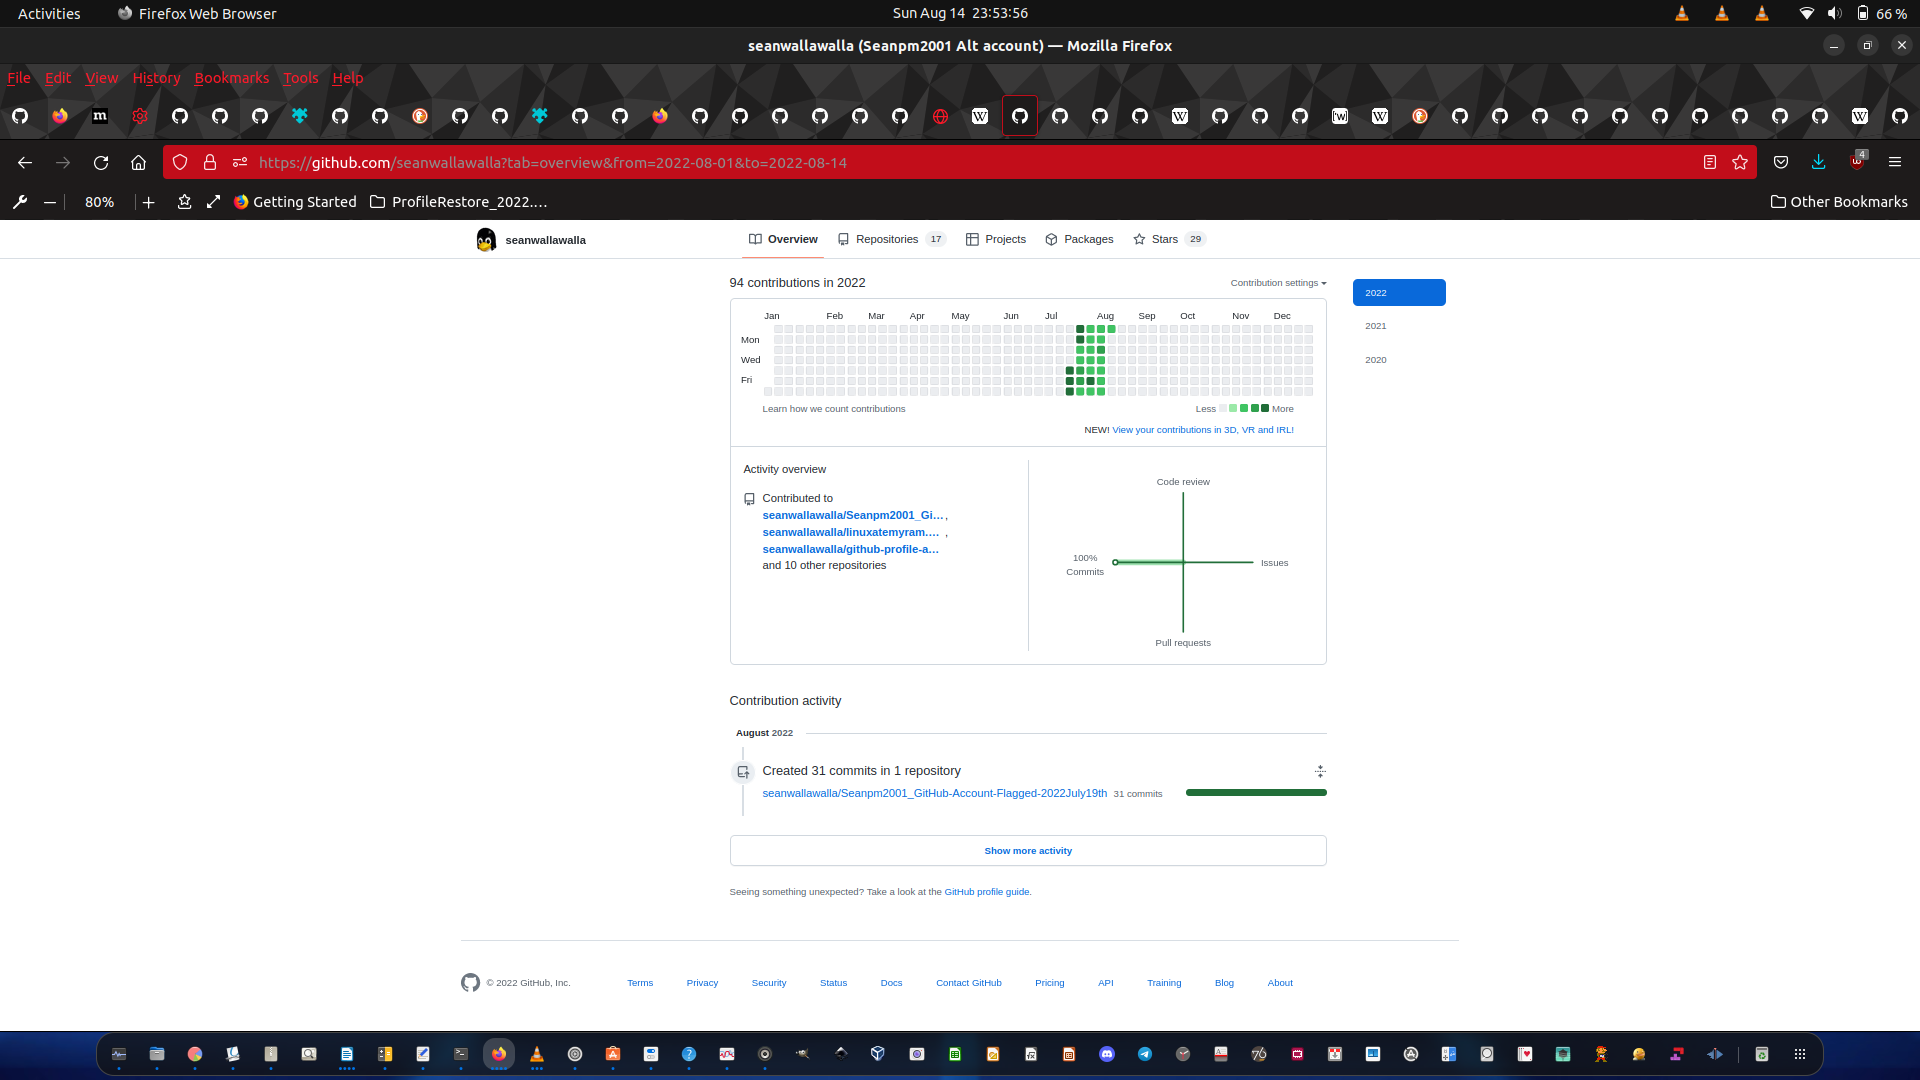 Activities Firefox Web Browser Sun Aug 14 23:53:56 66 %
seanwallawalla (Seanpm2001 Alt account) — Mozilla Firefox
File Edit View History Bookmarks Tools Help
https://github.com/seanwallawalla?tab=overview&from=2022-08-01&to=2022-08-14 4
80% Getting Started ProfileRestore_2022.... Other Bookmarks
seanwallawalla Overview Repositories 17 Projects Packages Stars 29
94 contributions in 2022 Contribution settings 2022
2021
2020
Jan Feb Mar Apr May Jun Jul Aug Sep Oct Nov Dec
Mon
Wed
Fri
Learn how we count contributions Less More
NEW! View your contributions in 3D, VR and IRL!
Activity overview
Contributed to
seanwallawalla/Seanpm2001_Gi… ,
seanwallawalla/linuxatemyram.… ,
seanwallawalla/github-profile-a…
and 10 other repositories
Code review
100%
Commits
Issues
Pull requests
Contribution activity
August 2022
Created 31 commits in 1 repository
seanwallawalla/Seanpm2001_GitHub-Account-Flagged-2022July19th 31 commits
Show more activity
Seeing something unexpected? Take a look at the GitHub profile guide.
© 2022 GitHub, Inc. Terms Privacy Security Status Docs Contact GitHub Pricing API Training Blog About